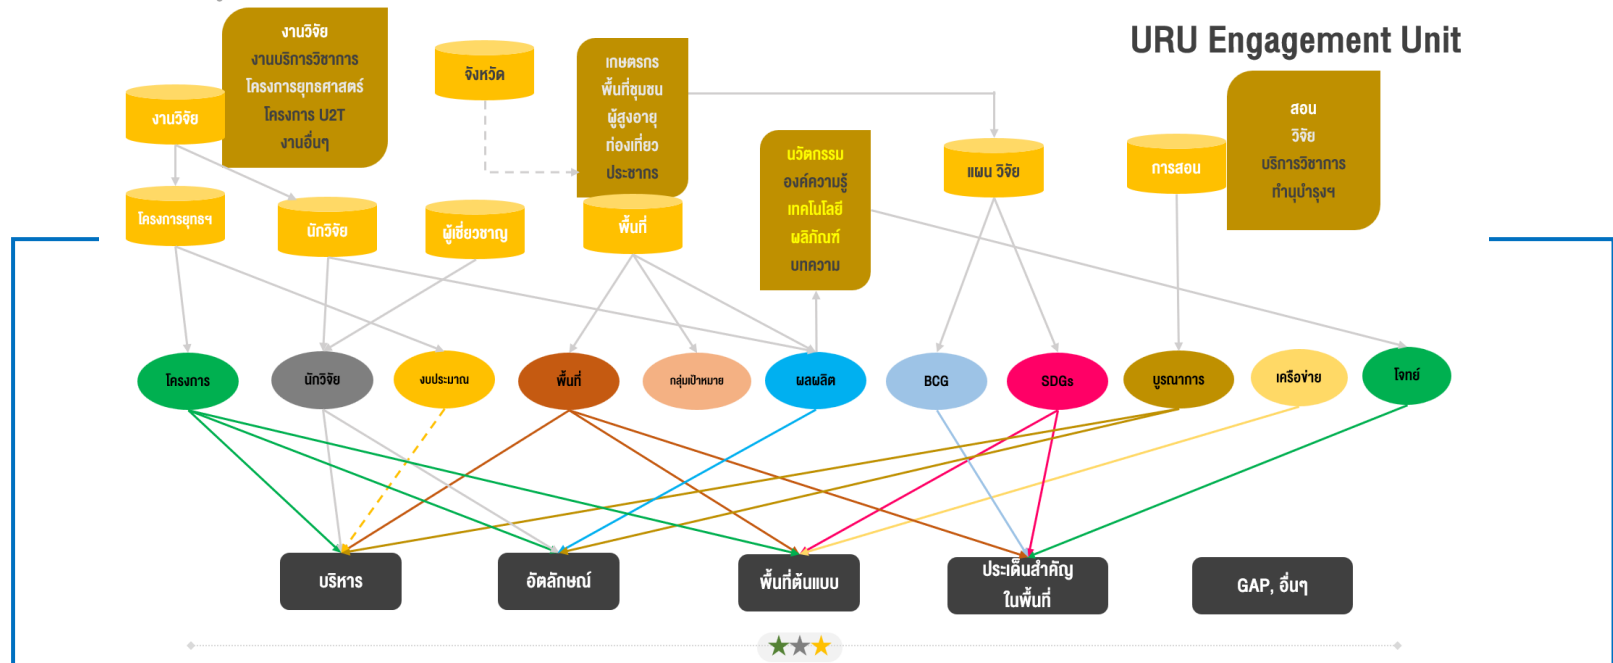 URU Engagement Unit
งานวิจัย
งานบริการวิชาการ
โครงการยุทธศาสตร์
โครงการ U2T
งานอื่นๆ
จังหวัด
เกษตรกร
พื้นที่ชุมชน
ผู้สูงอายุ
ท่องเที่ยว
ประชากร
สอน
วิจัย
บริการวิชาการ
ทำนุบำรุงฯ
งานวิจัย
นวัตกรรม
องค์ความรู้
เทคโนโลยี
ผลิภัณฑ์
บทความ
แผน วิจัย
การสอน
โครงการยุทธฯ
นักวิจัย
ผู้เชี่ยวชาญ
พื้นที่
โครงการ
นักวิจัย
งบประมาณ
พื้นที่
กลุ่มเป้าหมาย
ผลผลิต
BCG
SDGs
บูรณาการ
เครือข่าย
โจทย์
บริหาร
อัตลักษณ์
พื้นที่ต้นแบบ
ประเด็นสำคัญ
ในพื้นที่
GAP, อื่นๆ